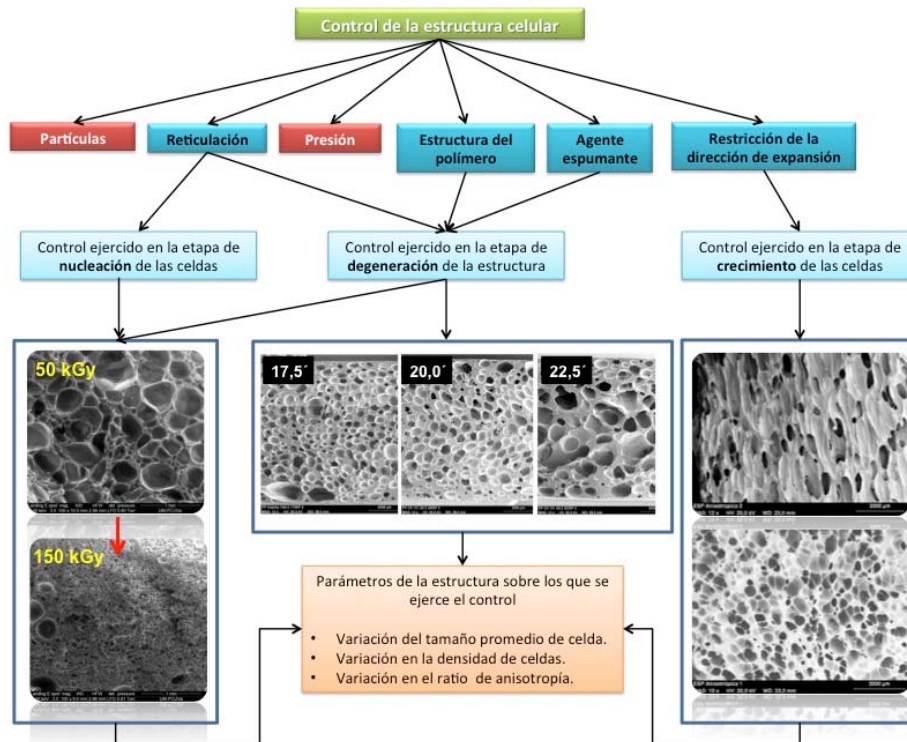 Control de la estructura celular
Partículas
Reticulación
Presión
Estructura del
polímero
Agente
espumante
Restricción de la
dirección de expansión
Control ejercido en la etapa de
nucleación de las celdas
Control ejercido en la etapa de
degeneración de la estructura
Control ejercido en la etapa de
crecimiento de las celdas
50 kGy
150 kGy
17,5´
20,0´
22,5´
Parámetros de la estructura sobre los que se
ejerce el control
• Variación del tamaño promedio de celda.
• Variación en la densidad de celdas.
• Variación en el ratio de anisotropía.